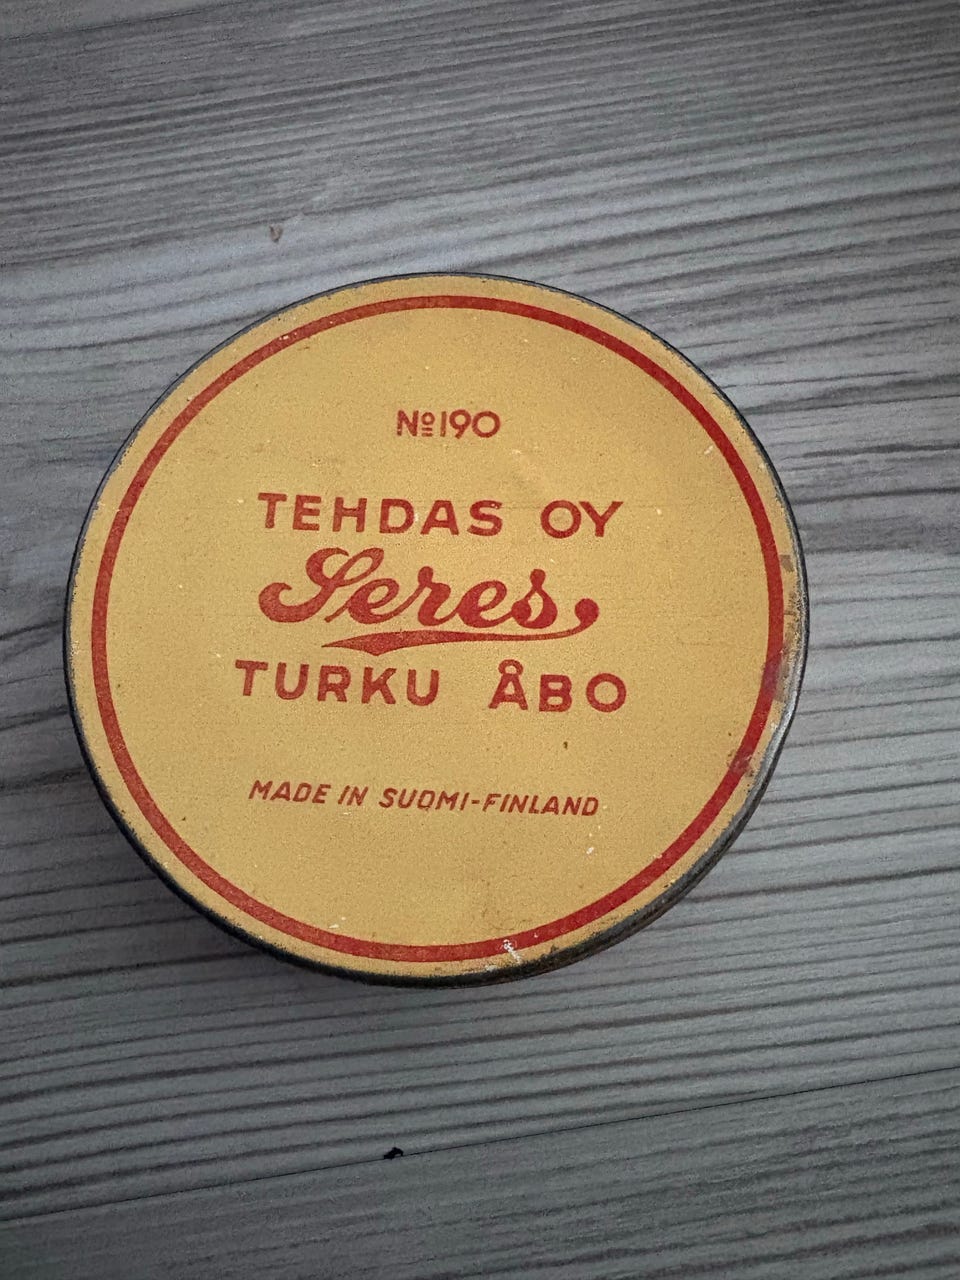 №190
TEHDAS OY
Seres
TURKU ÅBO
MADE IN SUOMI-FINLAND